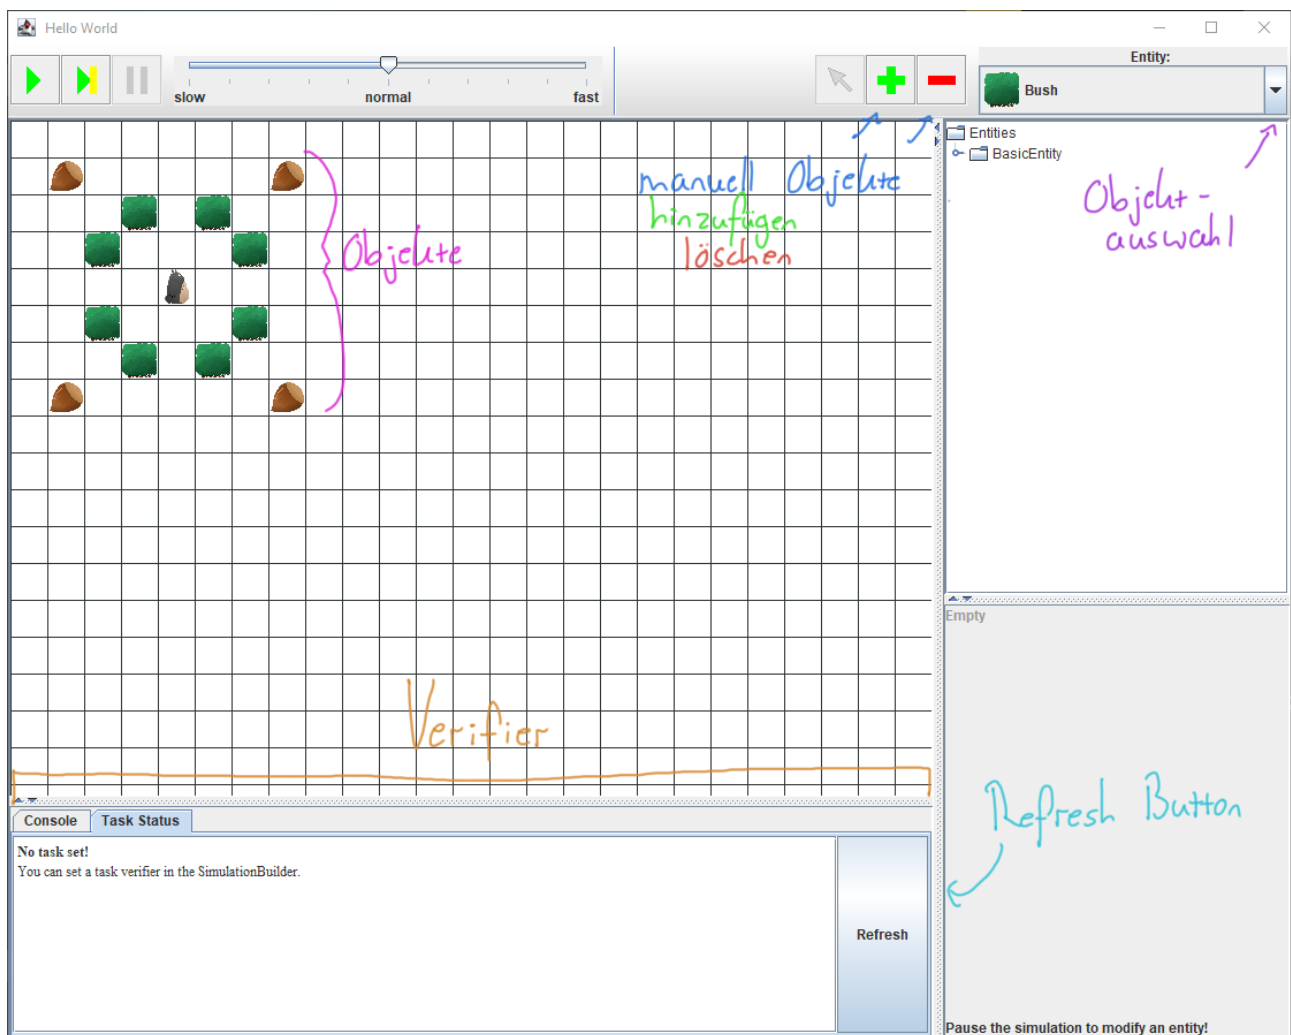 Hello World
Entity:
slow normal fast
Bush
Entities
BasicEntity
manuell Objekte
hinzufügen
löschen
Objekt-
auswahl
Objekte
Empty
Verifier
Refresh Button
Console Task Status
No task set!
You can set a task verifier in the SimulationBuilder.
Refresh
Pause the simulation to modify an entity!